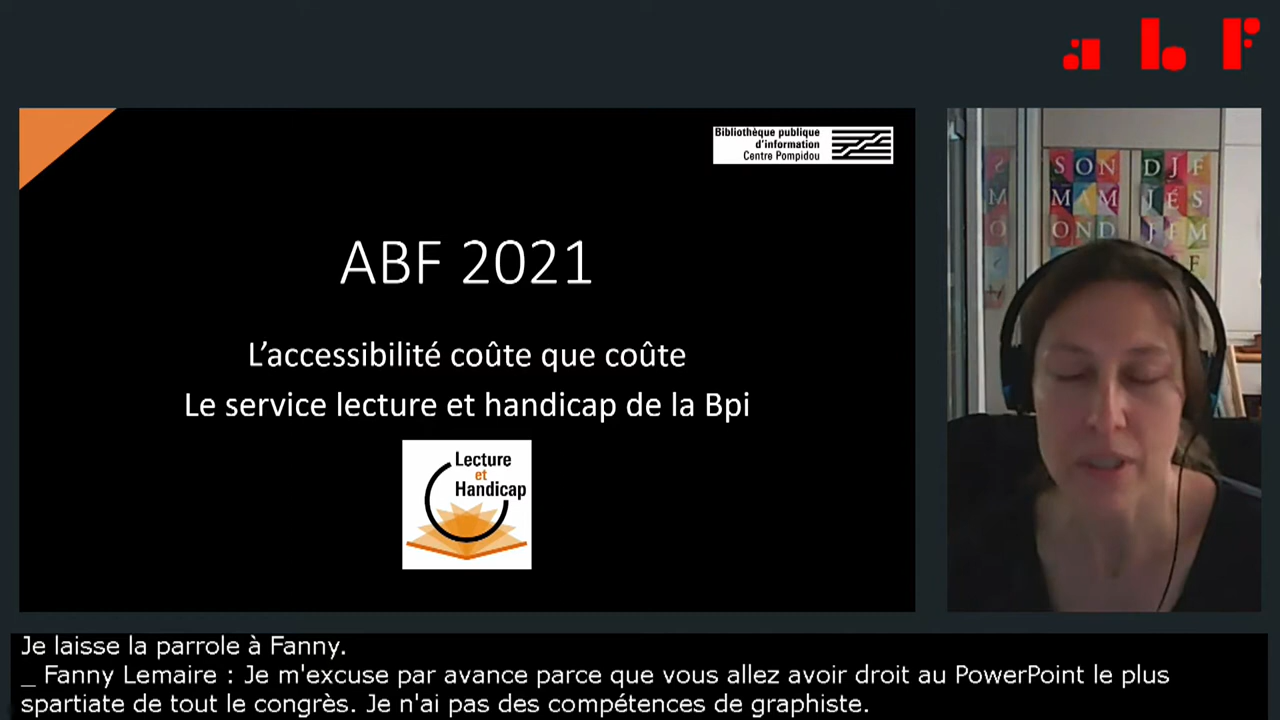 a b f
Bibliothèque publique
d'information
Centre Pompidou
ABF 2021
L'accessibilité coûte que coûte
Le service lecture et handicap de la Bpi
Lecture
et
Handicap
SON
MAM
OND
DJF
JÉS
JFM
F
S
M
O
Je laisse la parrole à Fanny.
_ Fanny Lemaire : Je m'excuse par avance parce que vous allez avoir droit au PowerPoint le plus
spartiate de tout le congrès. Je n'ai pas des compétences de graphiste.